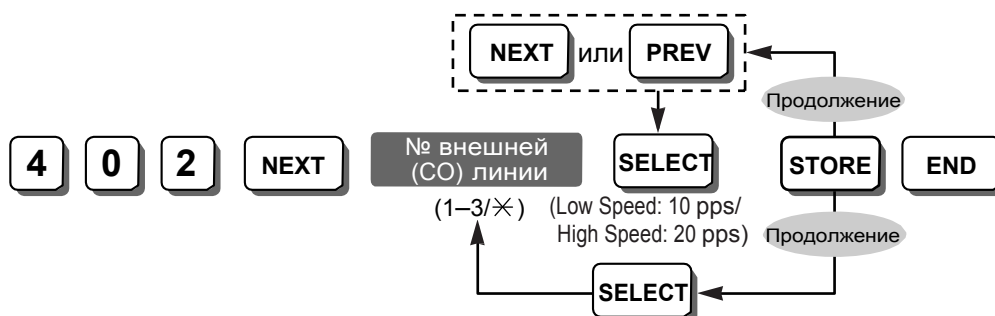 NEXT или PREV
Продолжение
4 0 2 NEXT № внешней (CO) линии SELECT STORE END
(1–3/✳) (Low Speed: 10 pps/
High Speed: 20 pps)
Продолжение
SELECT